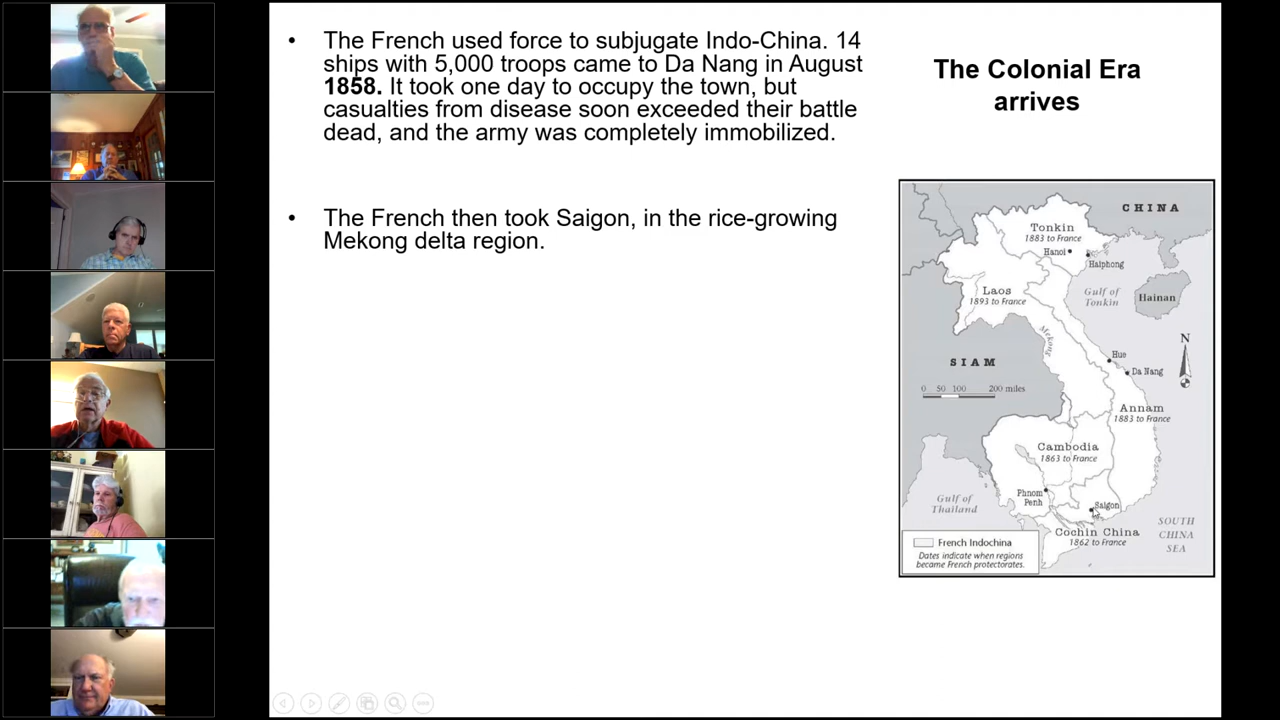 • The French used force to subjugate Indo-China. 14
ships with 5,000 troops came to Da Nang in August
1858. It took one day to occupy the town, but
casualties from disease soon exceeded their battle
dead, and the army was completely immobilized.
• The French then took Saigon, in the rice-growing
Mekong delta region.
The Colonial Era
arrives
CHINA
Tonkin
1883 to France
Hanoi
Haiphong
Laos
1893 to France
Gulf of
Tonkin
Hainan
Mekong
N
Hue
SIAM
Da Nang
0 50 100 200 miles
Annam
1883 to France
Cambodia
1863 to France
Phnom
Penh
Gulf of
Thailand
Saigon
SOUTH
CHINA
SEA
Cochin China
1862 to France
French Indochina
Dates indicate when regions
became French protectorates.